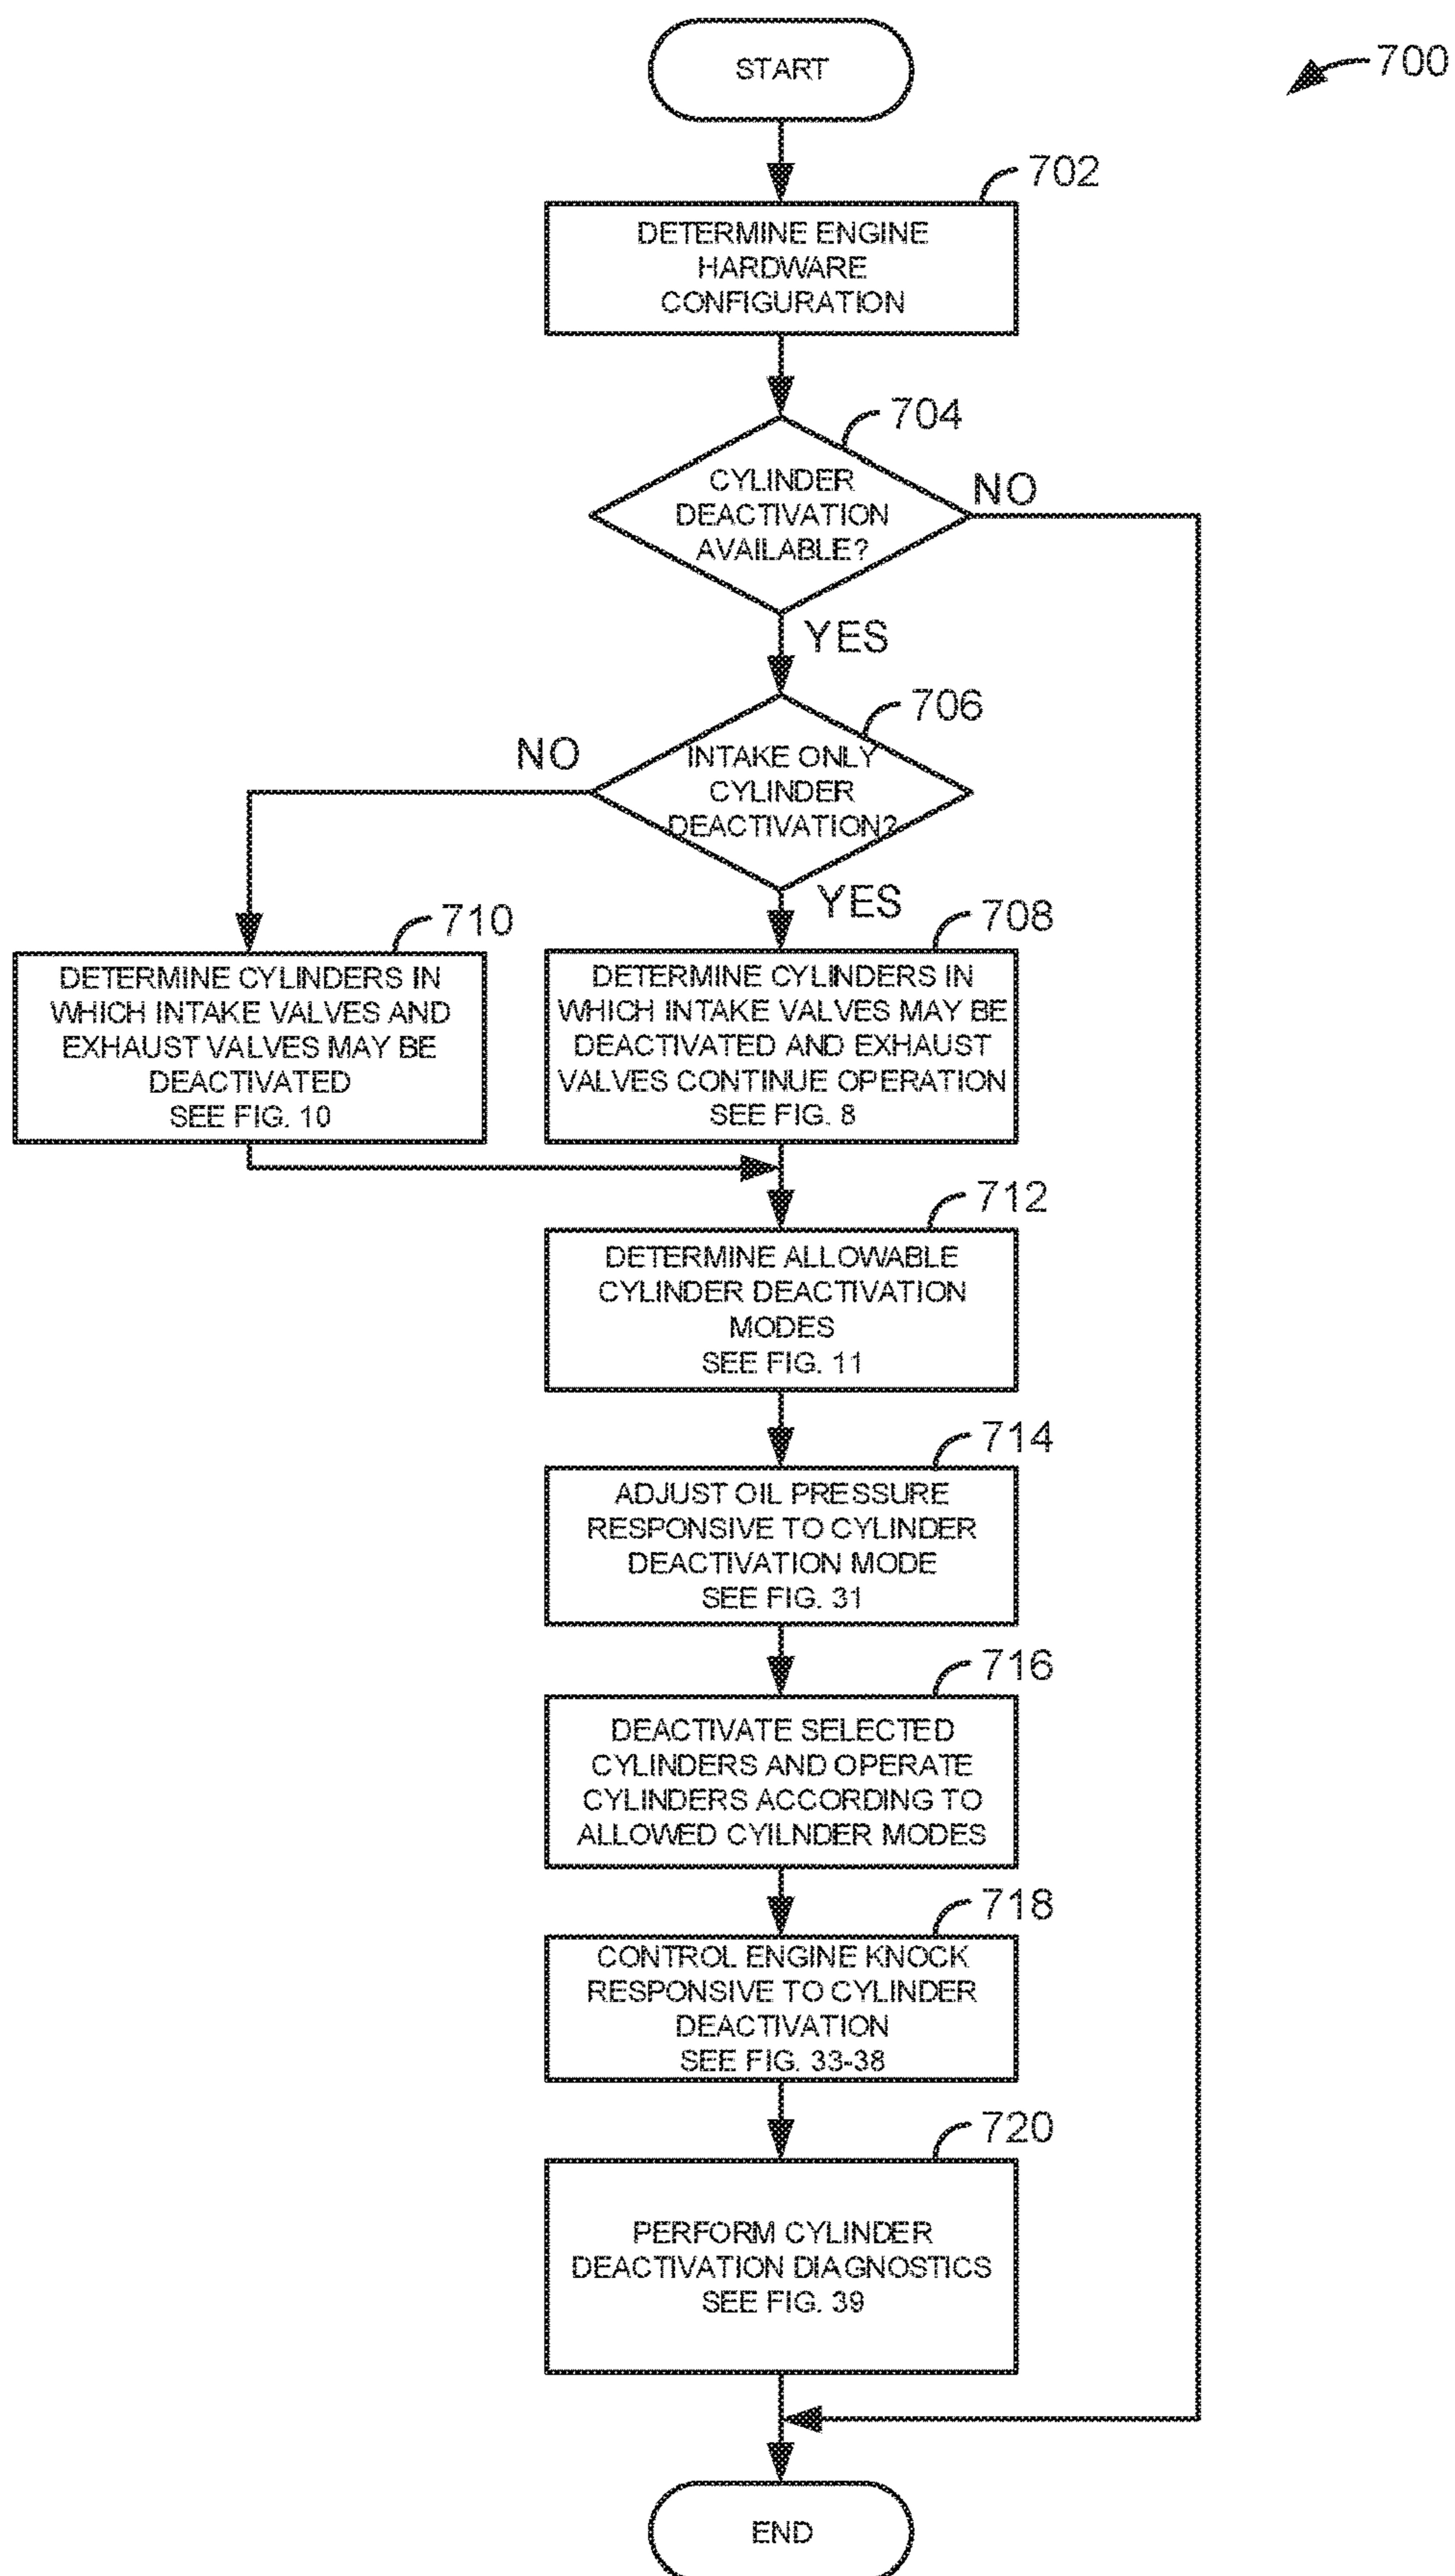 START
700
702
DETERMINE ENGINE
HARDWARE
CONFIGURATION
704
CYLINDER
DEACTIVATION
AVAILABLE?
NO
YES
706
INTAKE ONLY
CYLINDER
DEACTIVATION?
NO
YES
710
DETERMINE CYLINDERS IN
WHICH INTAKE VALVES AND
EXHAUST VALVES MAY BE
DEACTIVATED
SEE FIG. 10
708
DETERMINE CYLINDERS IN
WHICH INTAKE VALVES MAY BE
DEACTIVATED AND EXHAUST
VALVES CONTINUE OPERATION
SEE FIG. 8
712
DETERMINE ALLOWABLE
CYLINDER DEACTIVATION
MODES
SEE FIG. 11
714
ADJUST OIL PRESSURE
RESPONSIVE TO CYLINDER
DEACTIVATION MODE
SEE FIG. 31
716
DEACTIVATE SELECTED
CYLINDERS AND OPERATE
CYLINDERS ACCORDING TO
ALLOWED CYILNDER MODES
718
CONTROL ENGINE KNOCK
RESPONSIVE TO CYLINDER
DEACTIVATION
SEE FIG. 33-38
720
PERFORM CYLINDER
DEACTIVATION DIAGNOSTICS
SEE FIG. 39
END